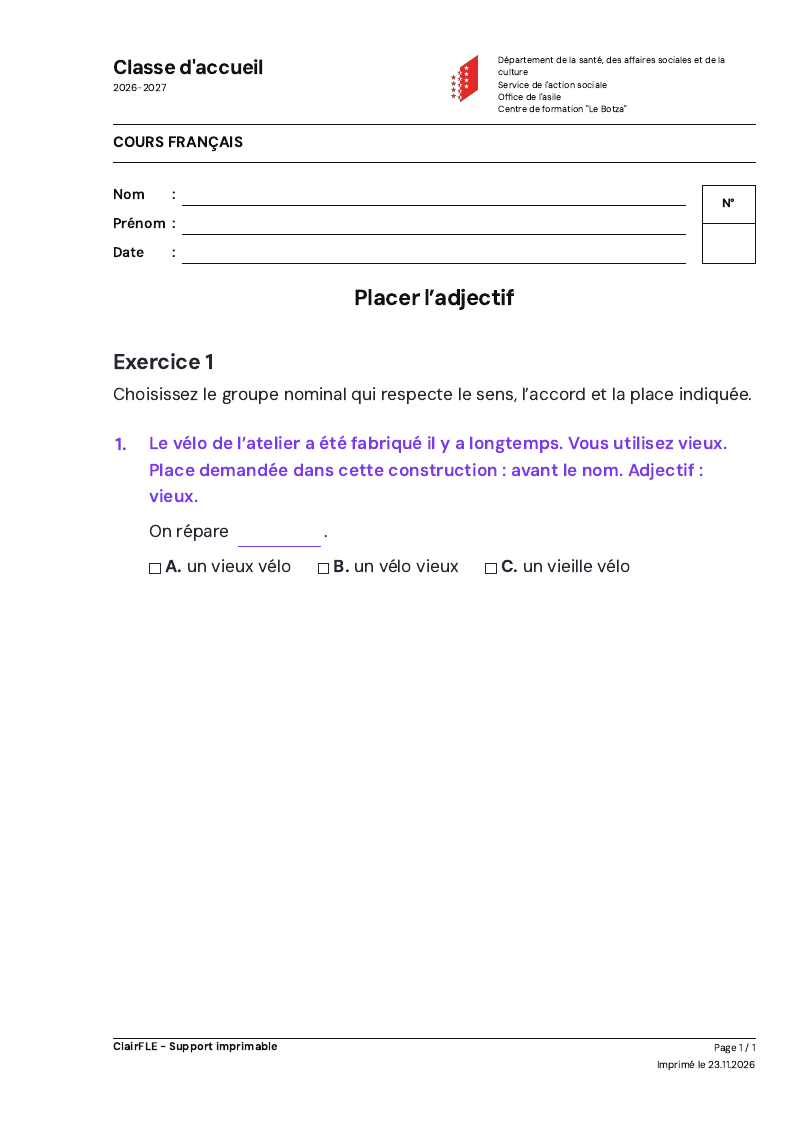 Classe d'accueil
2026-2027
Département de la santé, des affaires sociales et de la
culture
Service de l'action sociale
Office de l'asile
Centre de formation "Le Botza"
COURS FRANÇAIS
Nom :
Prénom :
Date :
N°
Placer l’adjectif
Exercice 1
Choisissez le groupe nominal qui respecte le sens, l’accord et la place indiquée.
1. Le vélo de l’atelier a été fabriqué il y a longtemps. Vous utilisez vieux.
Place demandée dans cette construction : avant le nom. Adjectif :
vieux.
On répare ________ .
☐ A. un vieux vélo ☐ B. un vélo vieux ☐ C. un vieille vélo
ClairFLE - Support imprimable
Page 1 / 1
Imprimé le 23.11.2026